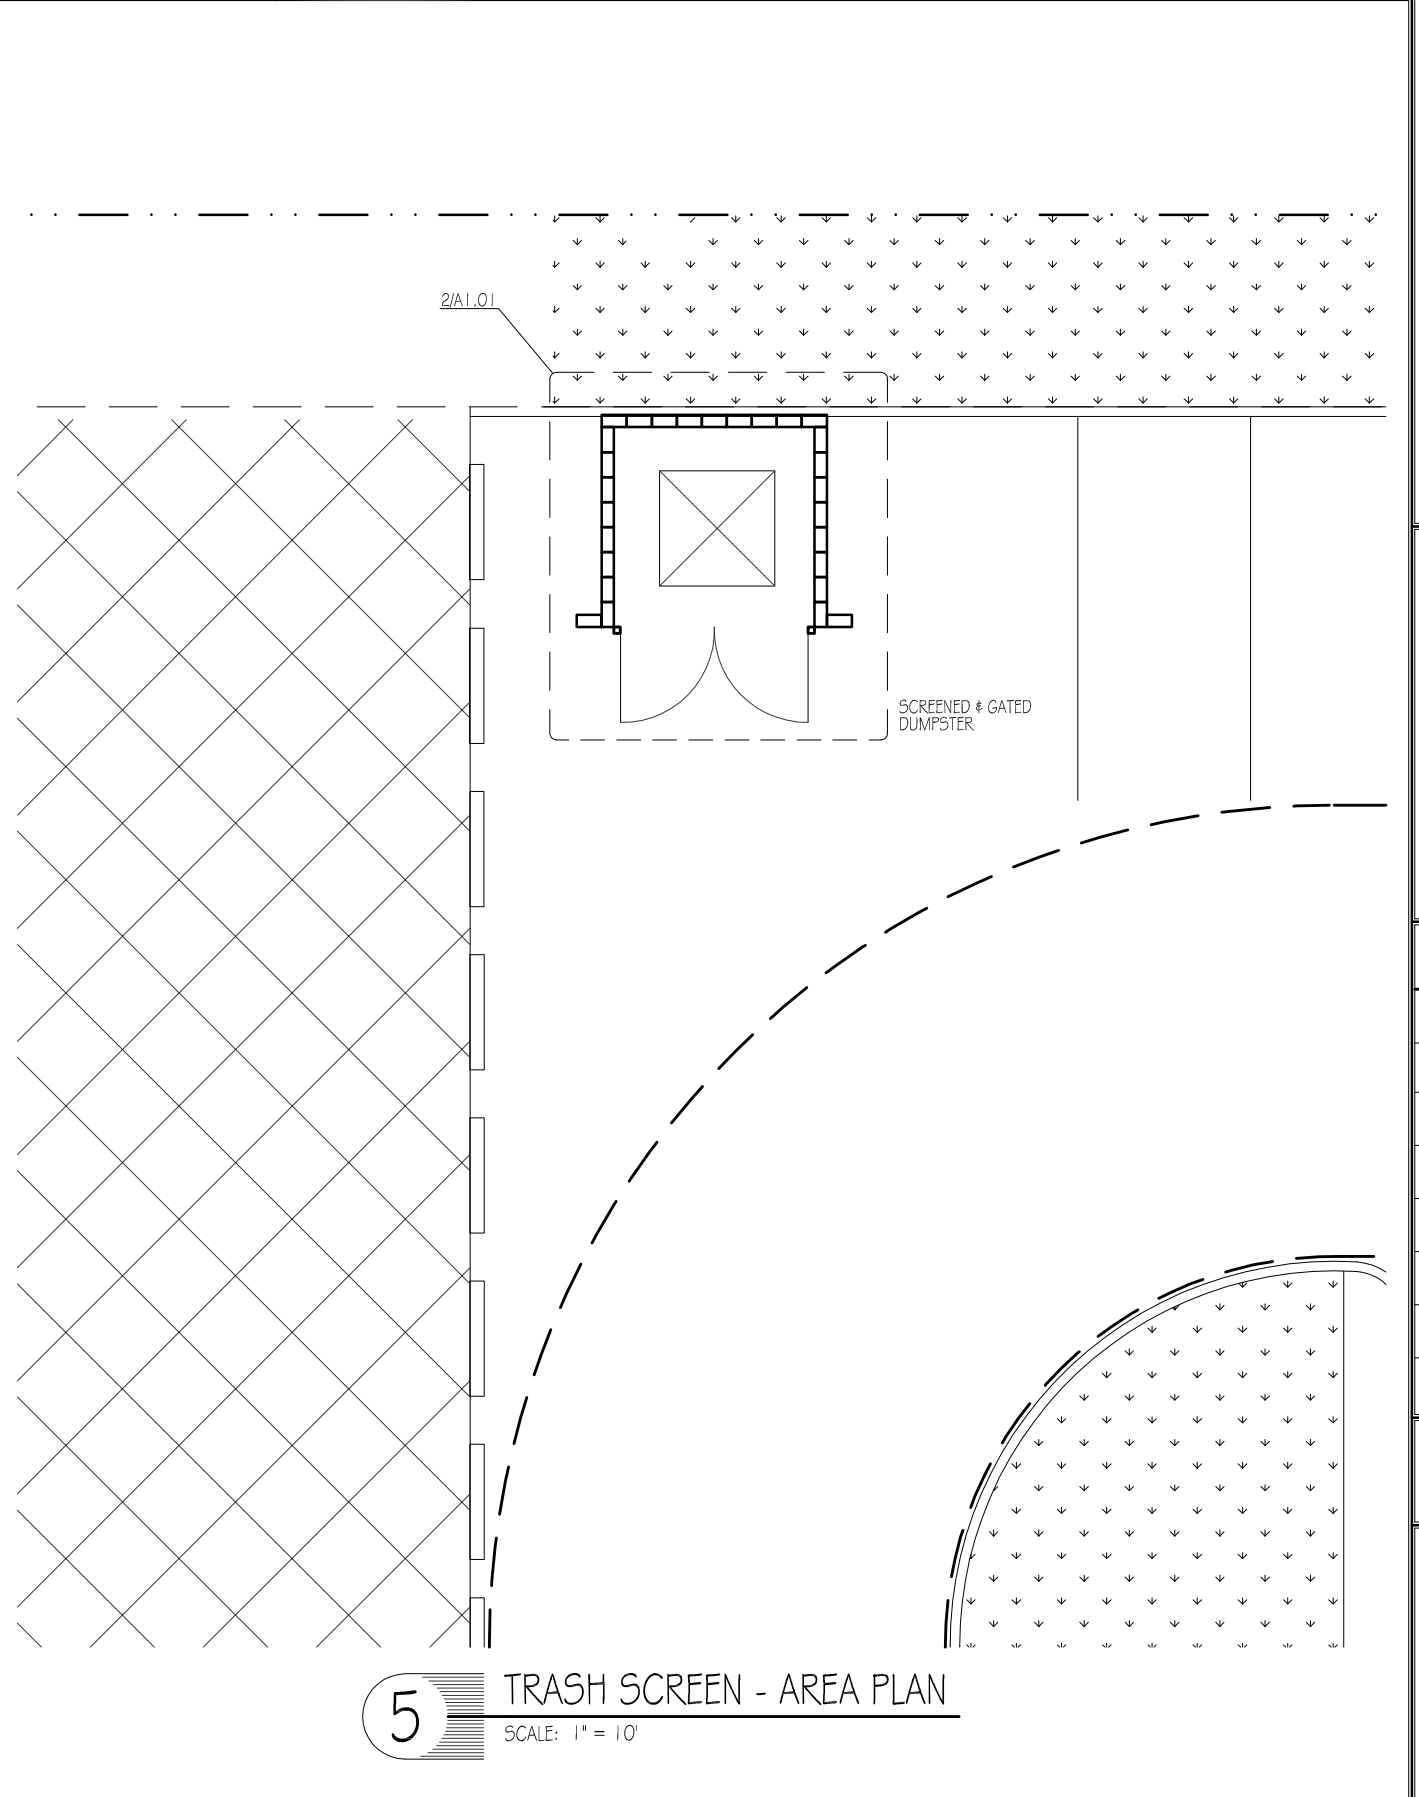 2/A1.01
SCREENED & GATED
DUMPSTER
5
TRASH SCREEN - AREA PLAN
SCALE: 1" = 10'